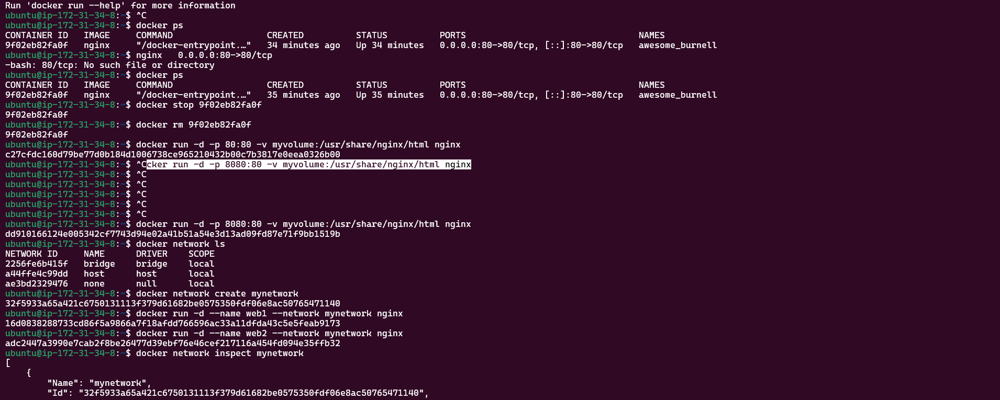 Run 'docker run --help' for more information
ubuntu@ip-172-31-34-8:~$ ^C
ubuntu@ip-172-31-34-8:~$ docker ps
CONTAINER ID   IMAGE     COMMAND                  CREATED          STATUS          PORTS                                 NAMES
9f02eb82fa0f   nginx     "/docker-entrypoint.…"   34 minutes ago   Up 34 minutes   0.0.0.0:80->80/tcp, [::]:80->80/tcp   awesome_burnell
ubuntu@ip-172-31-34-8:~$ nginx   0.0.0.0:80->80/tcp
-bash: 80/tcp: No such file or directory
ubuntu@ip-172-31-34-8:~$ docker ps
CONTAINER ID   IMAGE     COMMAND                  CREATED          STATUS          PORTS                                 NAMES
9f02eb82fa0f   nginx     "/docker-entrypoint.…"   35 minutes ago   Up 35 minutes   0.0.0.0:80->80/tcp, [::]:80->80/tcp   awesome_burnell
ubuntu@ip-172-31-34-8:~$ docker stop 9f02eb82fa0f
9f02eb82fa0f
ubuntu@ip-172-31-34-8:~$ docker rm 9f02eb82fa0f
9f02eb82fa0f
ubuntu@ip-172-31-34-8:~$ docker run -d -p 80:80 -v myvolume:/usr/share/nginx/html nginx
c27cfdc160d79be77d0b184d1006738ce965210432b00c7b3817e0eea0326b00
ubuntu@ip-172-31-34-8:~$ ^Ccker run -d -p 8080:80 -v myvolume:/usr/share/nginx/html nginx
ubuntu@ip-172-31-34-8:~$ ^C
ubuntu@ip-172-31-34-8:~$ ^C
ubuntu@ip-172-31-34-8:~$ ^C
ubuntu@ip-172-31-34-8:~$ ^C
ubuntu@ip-172-31-34-8:~$ ^C
ubuntu@ip-172-31-34-8:~$ docker run -d -p 8080:80 -v myvolume:/usr/share/nginx/html nginx
dd910166124e005342cf7743d94e02a41b51a54e3d13ad09fd87e71f9bb1519b
ubuntu@ip-172-31-34-8:~$ docker network ls
NETWORK ID     NAME      DRIVER    SCOPE
2256fe6b415f   bridge    bridge    local
a44ffe4c99dd   host      host      local
ae3bd2329476   none      null      local
ubuntu@ip-172-31-34-8:~$ docker network create mynetwork
32f5933a65a421c6750131113f379d61682be0575350fdf06e8ac50765471140
ubuntu@ip-172-31-34-8:~$ docker run -d --name web1 --network mynetwork nginx
16d0838288733cd86f5a9866a7f18afdd766596ac33a11dfda43c5e5feab9173
ubuntu@ip-172-31-34-8:~$ docker run -d --name web2 --network mynetwork nginx
adc2447a3990e7cab2f8be26477d39ebf76e46cef217116a454fd094e35ffb32
ubuntu@ip-172-31-34-8:~$ docker network inspect mynetwork
[
    {
        "Name": "mynetwork",
        "Id": "32f5933a65a421c6750131113f379d61682be0575350fdf06e8ac50765471140",